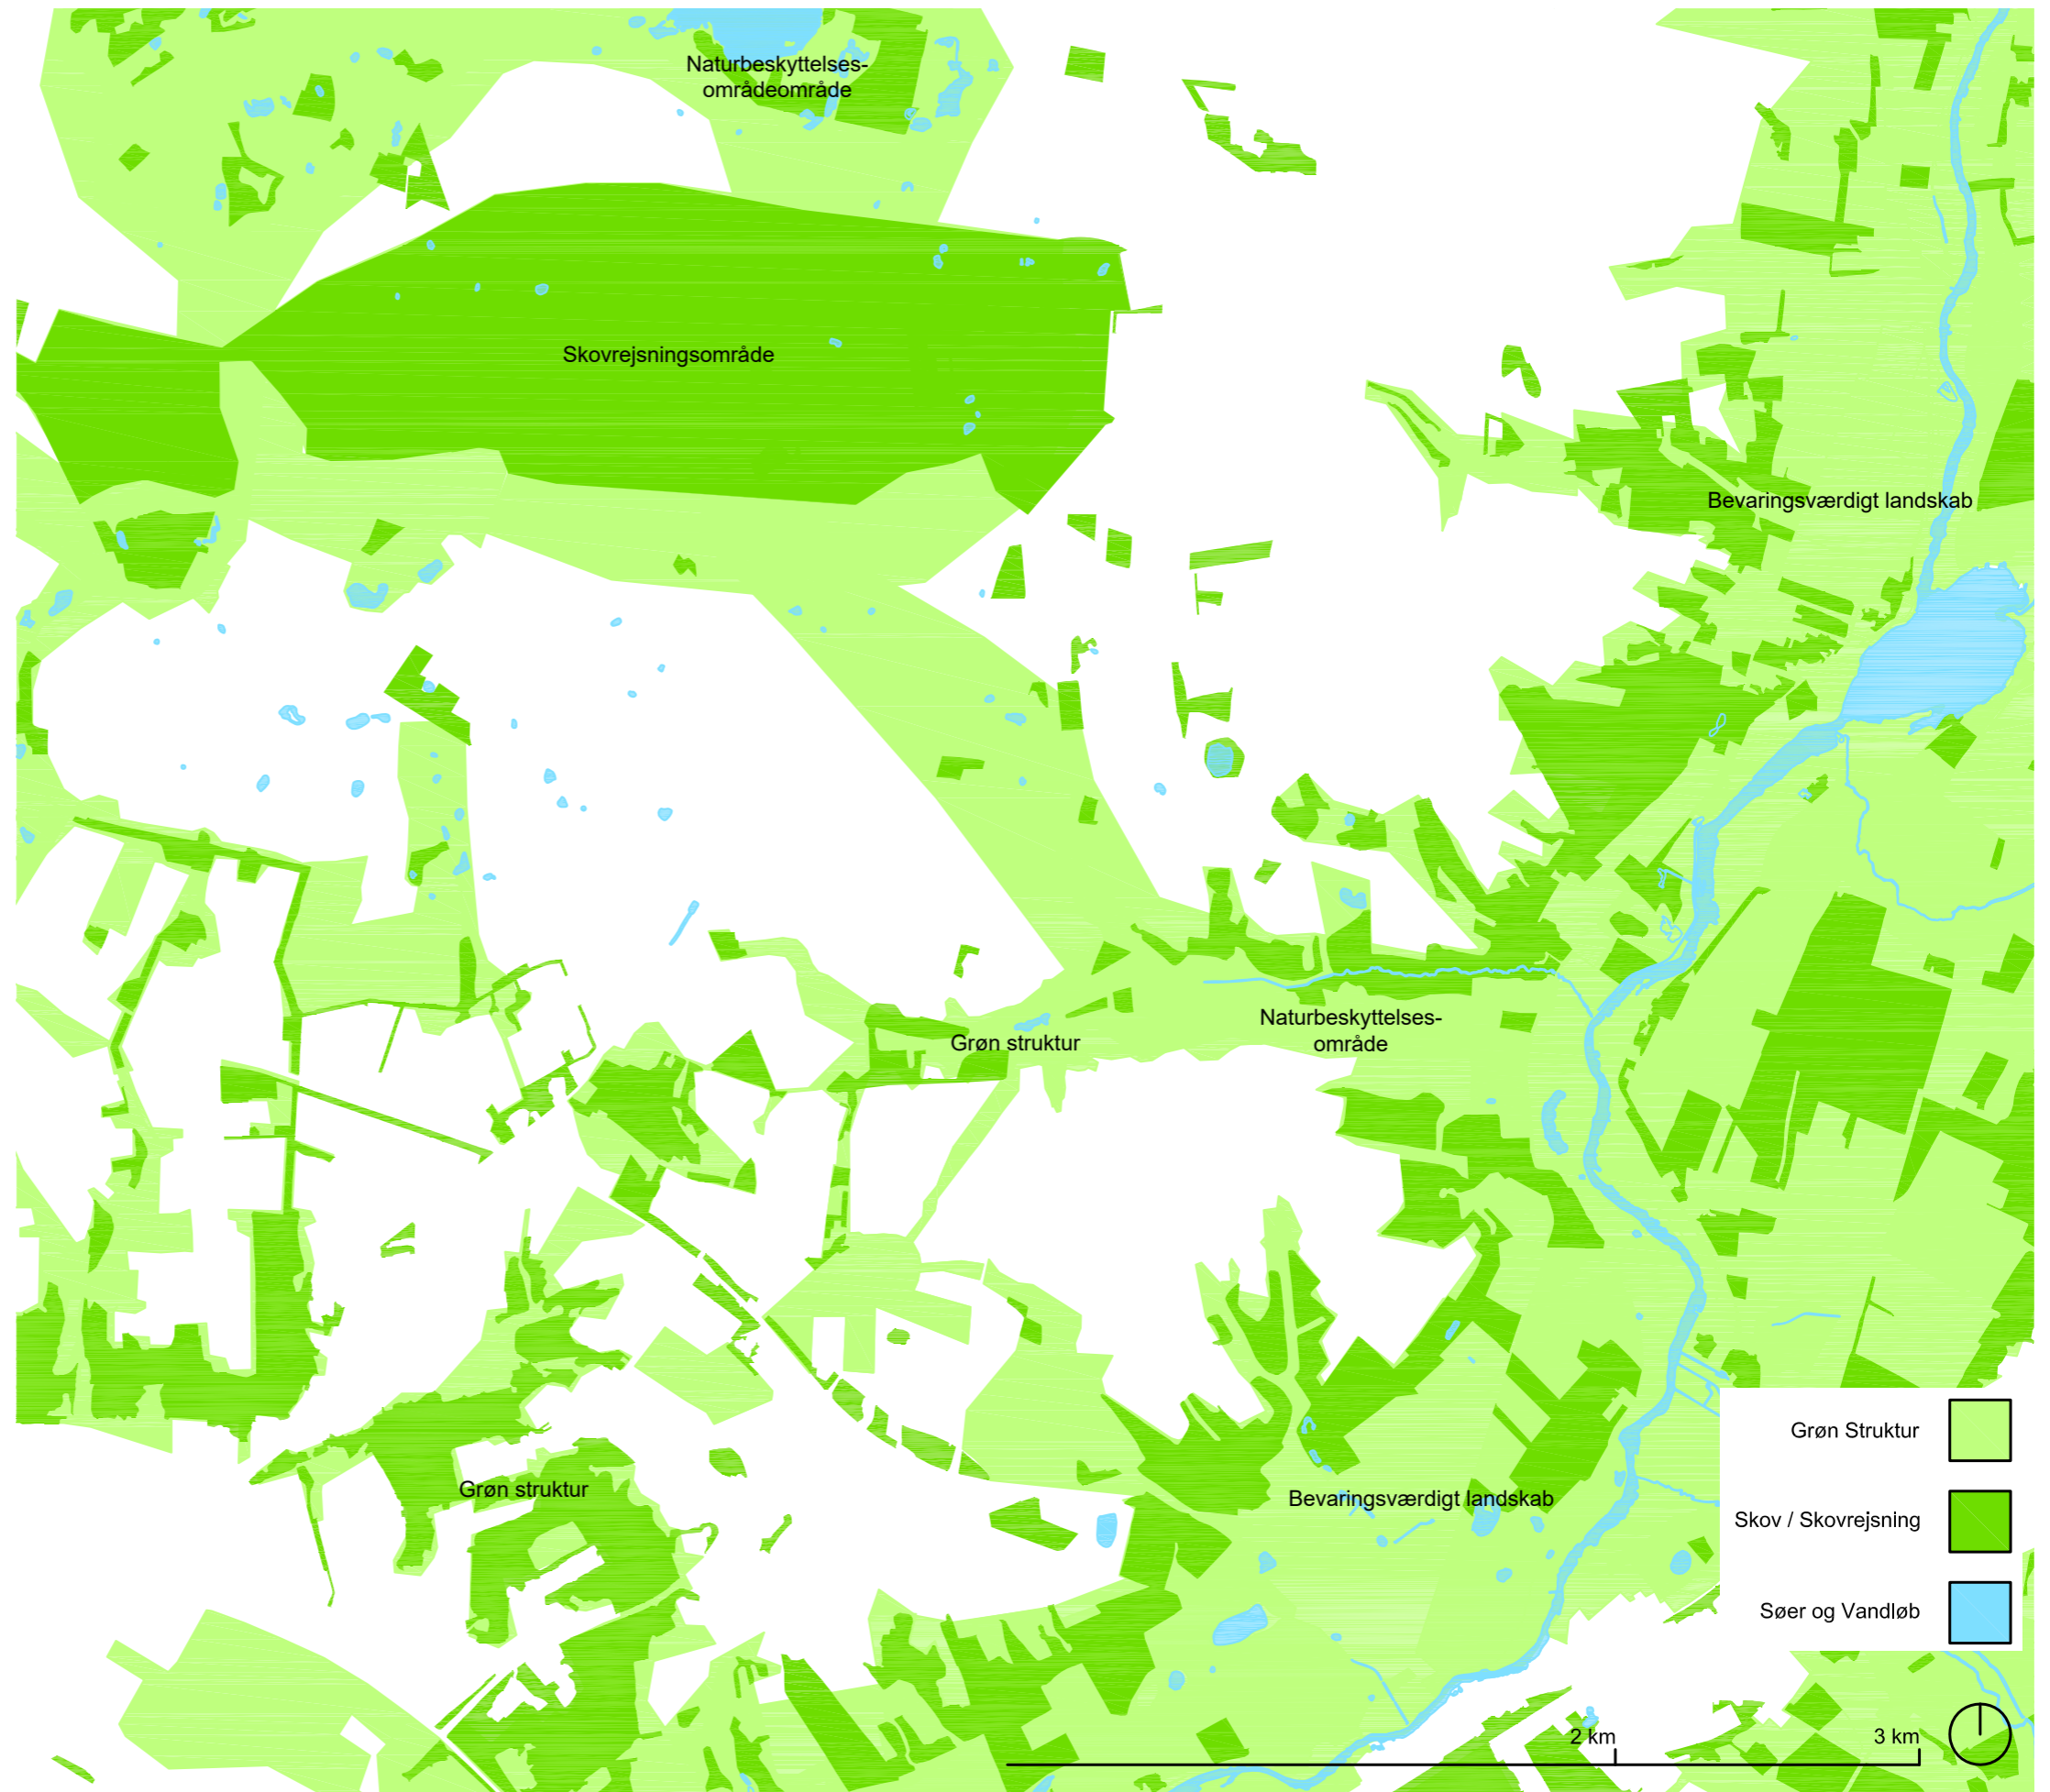 Naturbeskyttelses-
områdeområde
Skovrejsningsområde
Bevaringsværdigt landskab
Naturbeskyttelses-
område
Grøn struktur
Grøn Struktur
Grøn struktur
Bevaringsværdigt landskab
Skov / Skovrejsning
Søer og Vandløb
2 km
3 km